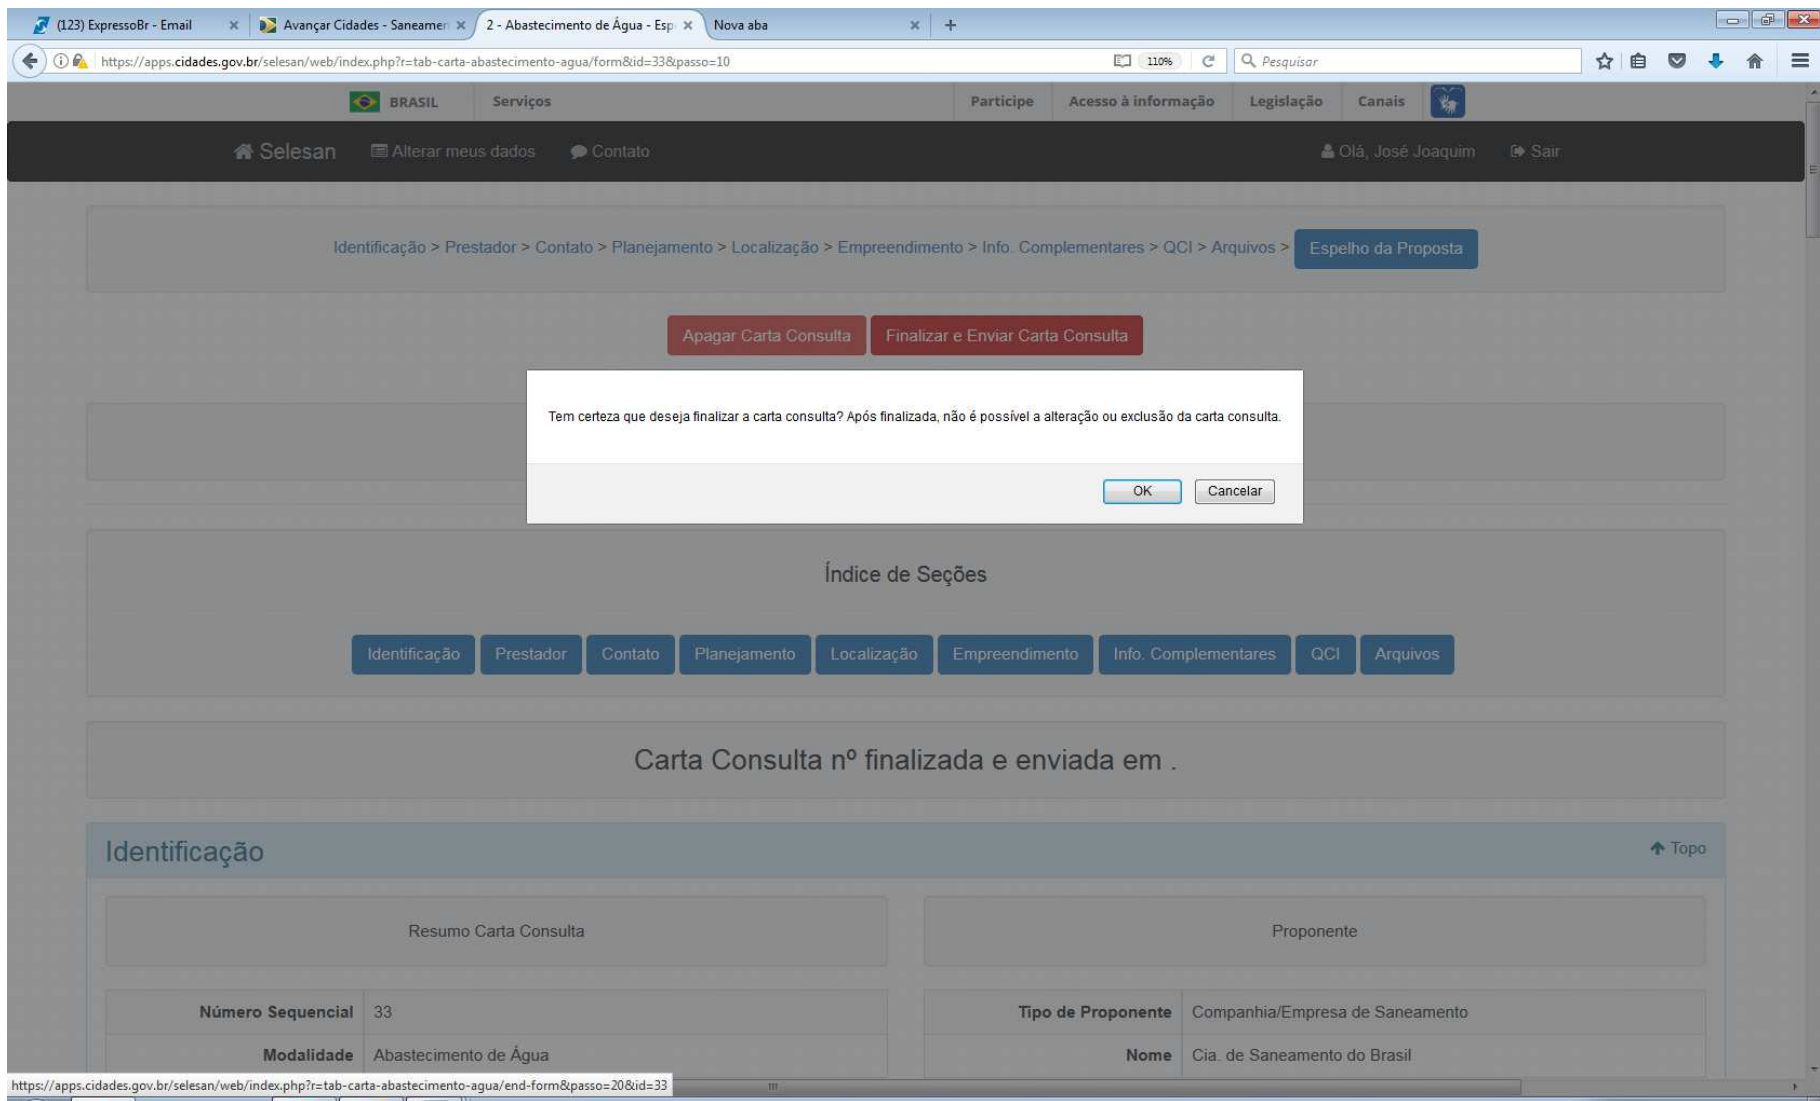 (123) ExpressoBr - Email
Avançar Cidades - Saneamen
2 - Abastecimento de Água - Esp
Nova aba
https://apps.cidades.gov.br/selesan/web/index.php?r=tab-carta-abastecimento-agua/form&id=33&passo=10
110%
Pesquisar
BRASIL
Serviços
Participe
Acesso à informação
Legislação
Canais
Selesan
Alterar meus dados
Contato
Olá, José Joaquim
Sair
Identificação > Prestador > Contato > Planejamento > Localização > Empreendimento > Info. Complementares > QCI > Arquivos > Espelho da Proposta
Apagar Carta Consulta
Finalizar e Enviar Carta Consulta
Tem certeza que deseja finalizar a carta consulta? Após finalizada, não é possível a alteração ou exclusão da carta consulta.
OK
Cancelar
Índice de Seções
Identificação
Prestador
Contato
Planejamento
Localização
Empreendimento
Info. Complementares
QCI
Arquivos
Carta Consulta nº finalizada e enviada em .
Identificação
Topo
Resumo Carta Consulta
Proponente
Número Sequencial 33
Tipo de Proponente Companhia/Empresa de Saneamento
Modalidade Abastecimento de Água
Nome Cia. de Saneamento do Brasil
https://apps.cidades.gov.br/selesan/web/index.php?r=tab-carta-abastecimento-agua/end-form&passo=20&id=33